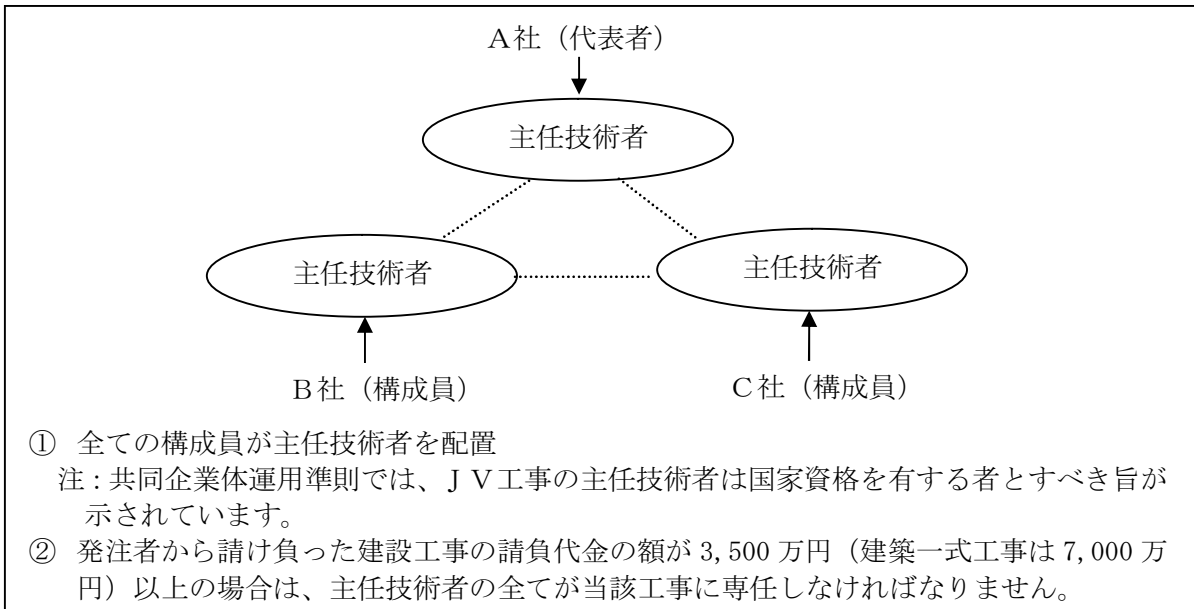 A社(代表者)
主任技術者
主任技術者
主任技術者
B社(構成員)
C社(構成員)
① 全ての構成員が主任技術者を配置
注:共同企業体運用準則では、JV工事の主任技術者は国家資格を有する者とすべき旨が
示されています。
② 発注者から請け負った建設工事の請負代金の額が 3,500 万円(建築一式工事は 7,000 万
円)以上の場合は、主任技術者の全てが当該工事に専任しなければなりません。